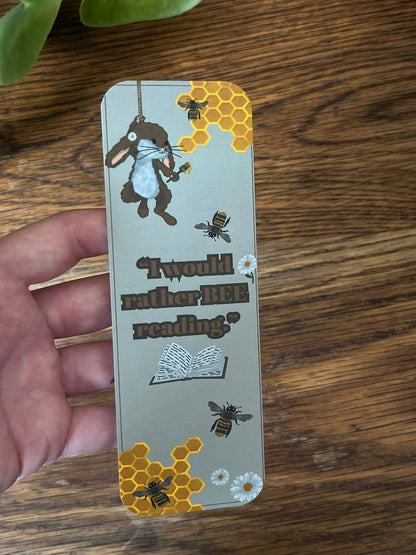 “I would
rather BEE
reading.”